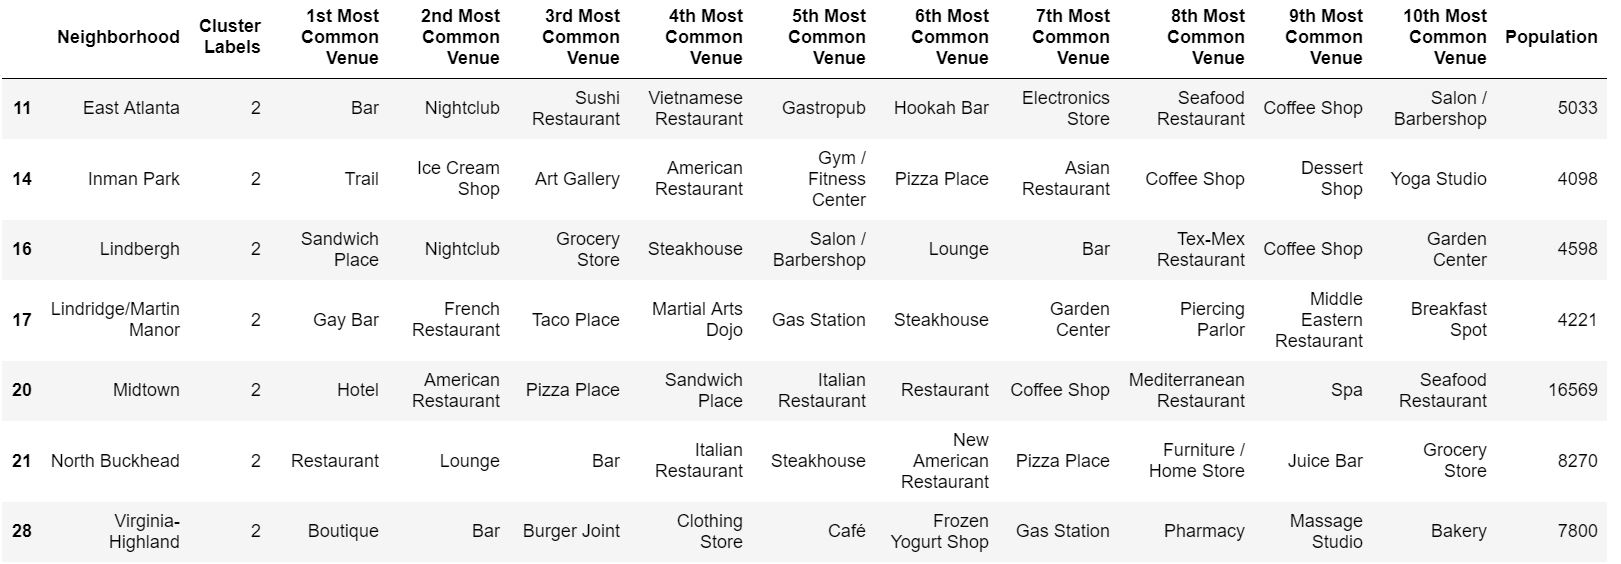 Neighborhood Cluster Labels 1st Most Common Venue 2nd Most Common Venue 3rd Most Common Venue 4th Most Common Venue 5th Most Common Venue 6th Most Common Venue 7th Most Common Venue 8th Most Common Venue 9th Most Common Venue 10th Most Common Venue Population
11 East Atlanta 2 Bar Nightclub Sushi Restaurant Vietnamese Restaurant Gastropub Hookah Bar Electronics Store Seafood Restaurant Coffee Shop Salon / Barbershop 5033
14 Inman Park 2 Trail Ice Cream Shop Art Gallery American Restaurant Gym / Fitness Center Pizza Place Asian Restaurant Coffee Shop Dessert Shop Yoga Studio 4098
16 Lindbergh 2 Sandwich Place Nightclub Grocery Store Steakhouse Salon / Barbershop Lounge Bar Tex-Mex Restaurant Coffee Shop Garden Center 4598
17 Lindridge/Martin Manor 2 Gay Bar French Restaurant Taco Place Martial Arts Dojo Gas Station Steakhouse Garden Center Piercing Parlor Middle Eastern Restaurant Breakfast Spot 4221
20 Midtown 2 Hotel American Restaurant Pizza Place Sandwich Place Italian Restaurant Restaurant Coffee Shop Mediterranean Restaurant Spa Seafood Restaurant 16569
21 North Buckhead 2 Restaurant Lounge Bar Italian Restaurant Steakhouse New American Restaurant Pizza Place Furniture / Home Store Juice Bar Grocery Store 8270
28 Virginia-Highland 2 Boutique Bar Burger Joint Clothing Store Café Frozen Yogurt Shop Gas Station Pharmacy Massage Studio Bakery 7800